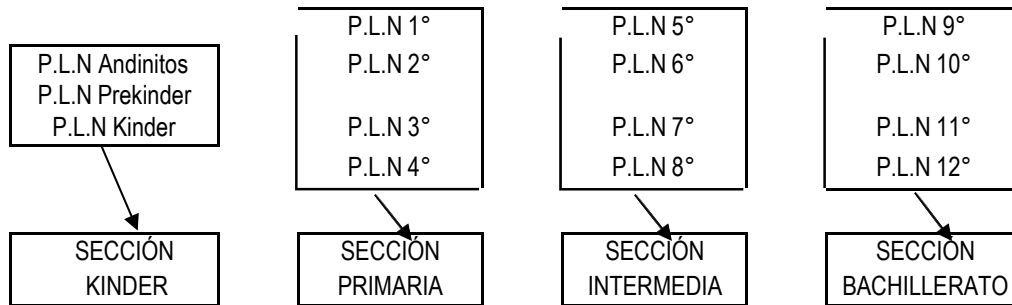 P.L.N Andinitos
P.L.N Prekinder
P.L.N Kinder
SECCIÓN
KINDER
P.L.N 1°
P.L.N 2°
P.L.N 3°
P.L.N 4°
SECCIÓN
PRIMARIA
P.L.N 5°
P.L.N 6°
P.L.N 7°
P.L.N 8°
SECCIÓN
INTERMEDIA
P.L.N 9°
P.L.N 10°
P.L.N 11°
P.L.N 12°
SECCIÓN
BACHILLERATO